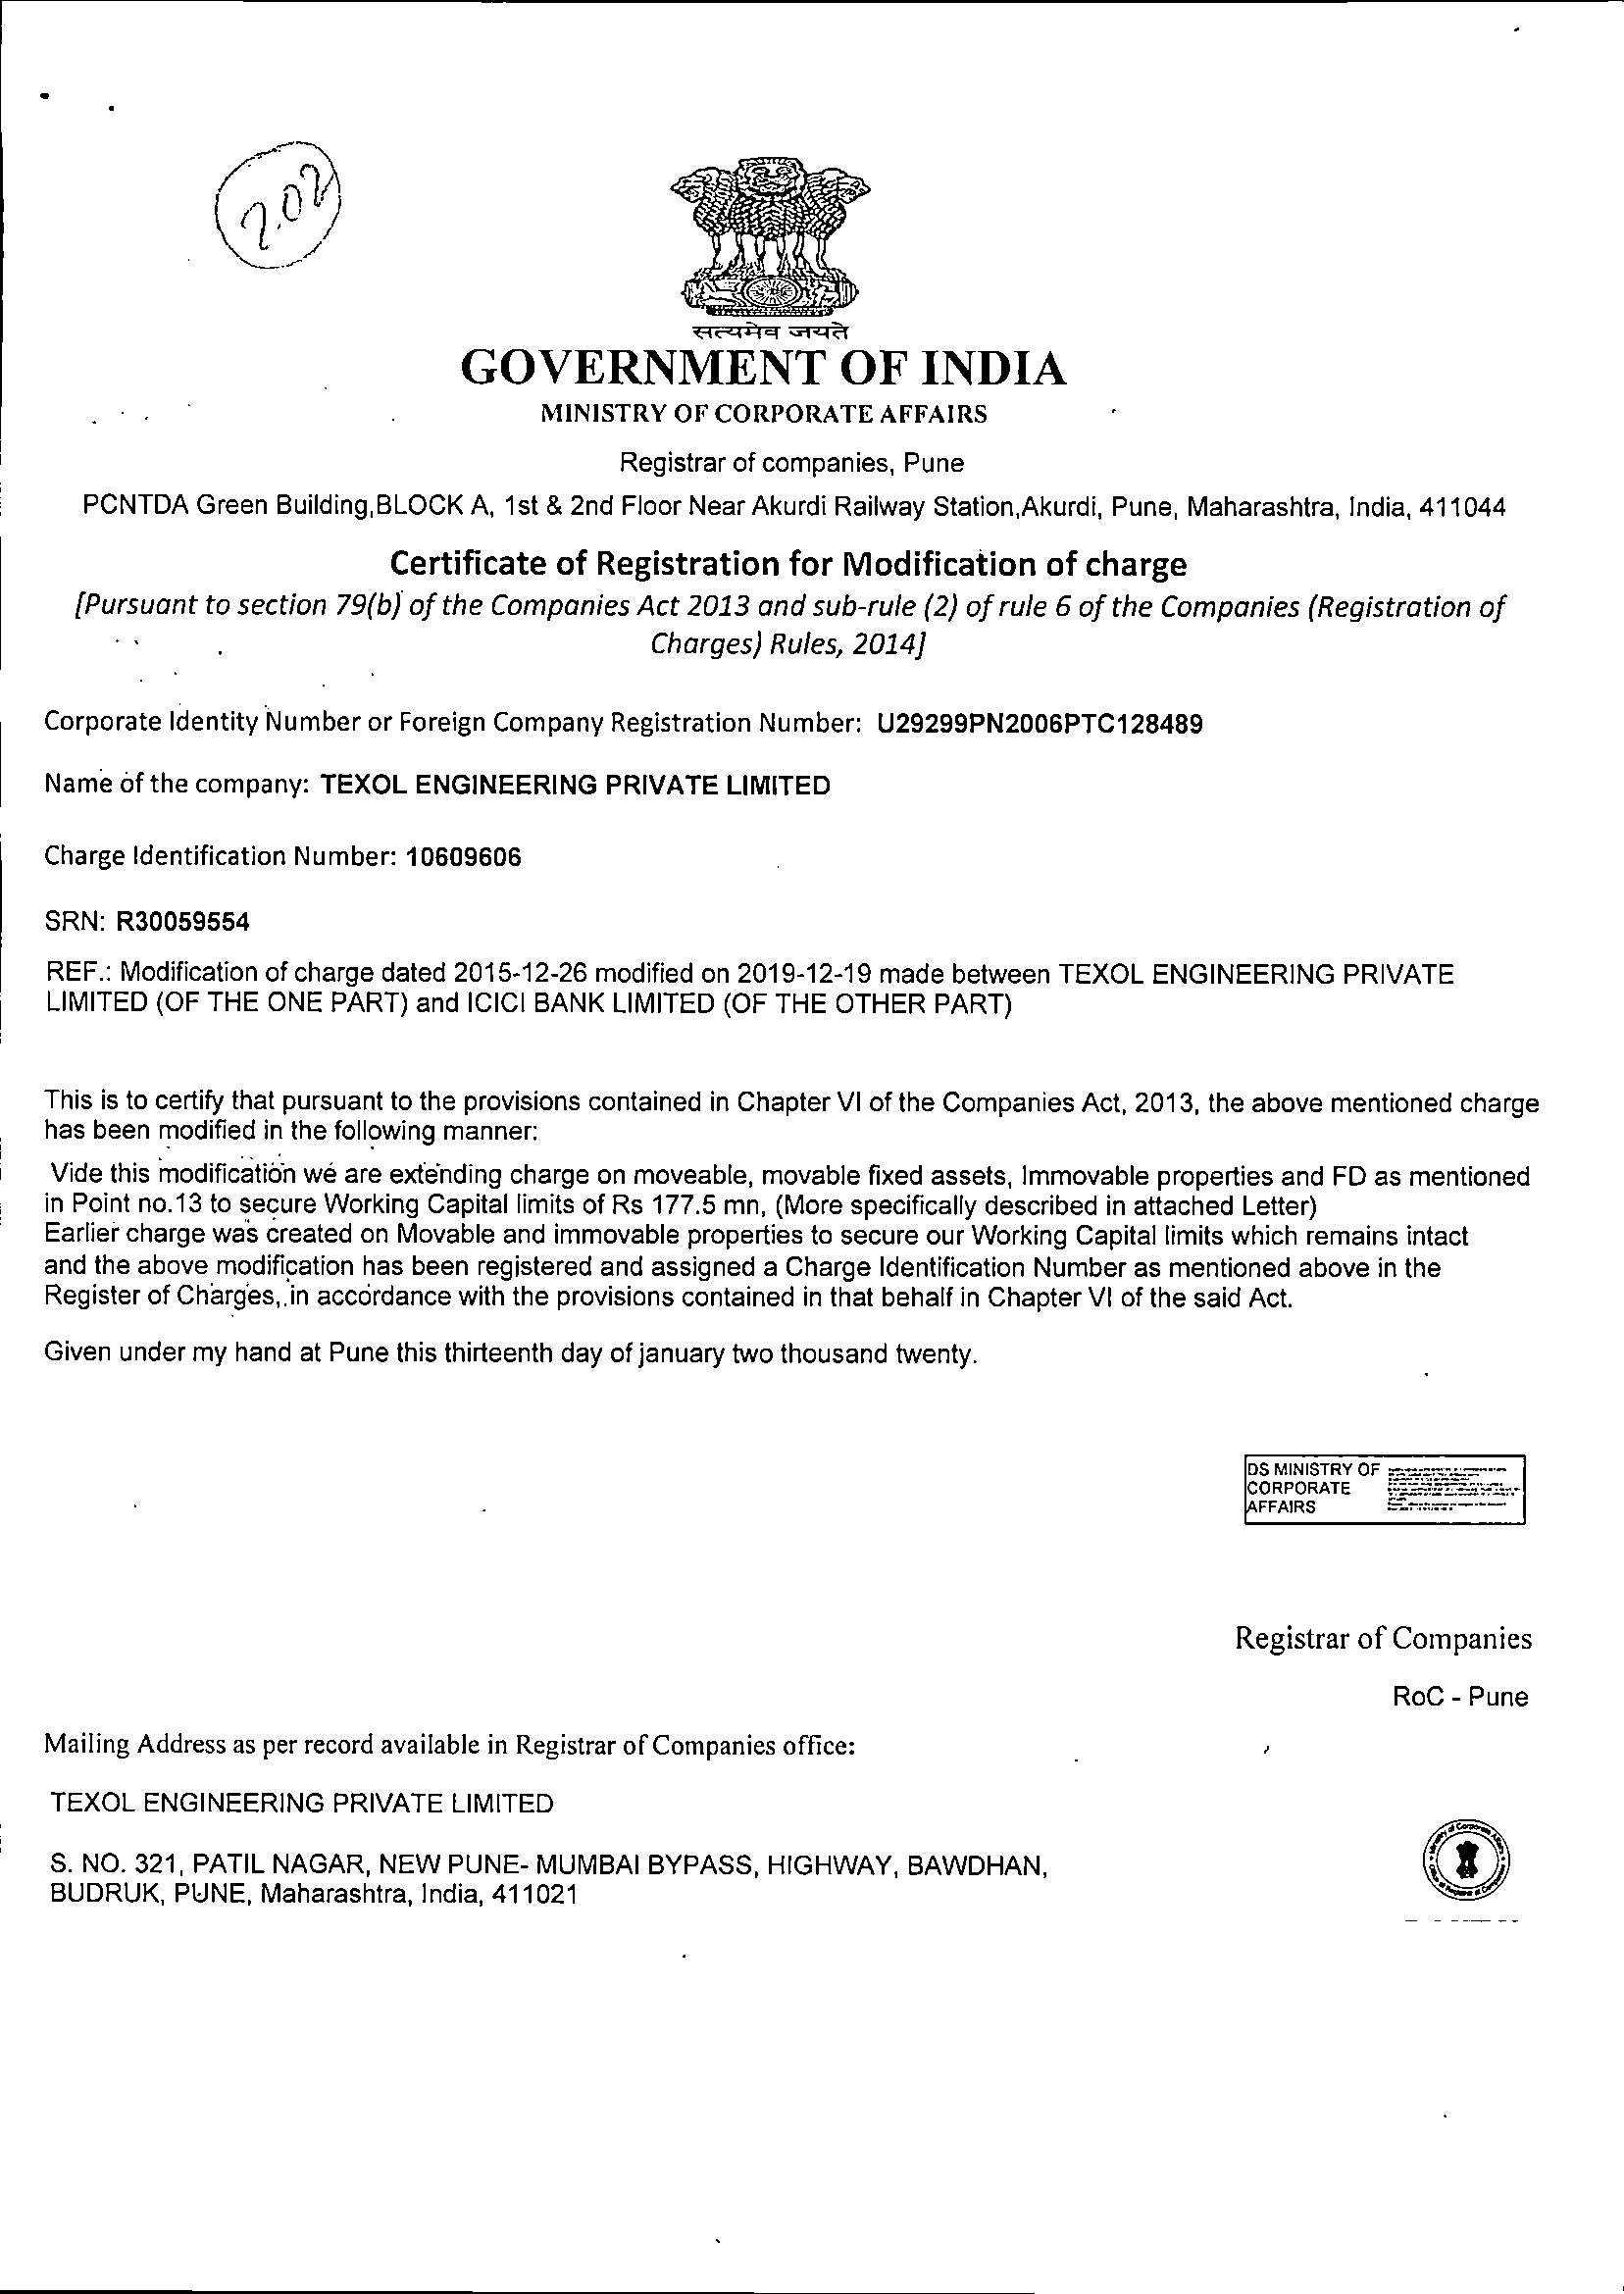 7.02
सत्यमेव जयते
GOVERNMENT OF INDIA
MINISTRY OF CORPORATE AFFAIRS
Registrar of companies, Pune
PCNTDA Green Building,BLOCK A, 1st & 2nd Floor Near Akurdi Railway Station,Akurdi, Pune, Maharashtra, India, 411044
Certificate of Registration for Modification of charge
[Pursuant to section 79(b) of the Companies Act 2013 and sub-rule (2) of rule 6 of the Companies (Registration of
Charges) Rules, 2014]
Corporate Identity Number or Foreign Company Registration Number: U29299PN2006PTC128489
Name of the company: TEXOL ENGINEERING PRIVATE LIMITED
Charge Identification Number: 10609606
SRN: R30059554
REF.: Modification of charge dated 2015-12-26 modified on 2019-12-19 made between TEXOL ENGINEERING PRIVATE
LIMITED (OF THE ONE PART) and ICICI BANK LIMITED (OF THE OTHER PART)
This is to certify that pursuant to the provisions contained in Chapter VI of the Companies Act, 2013, the above mentioned charge
has been modified in the following manner:
Vide this modification we are extending charge on moveable, movable fixed assets, Immovable properties and FD as mentioned
in Point no.13 to secure Working Capital limits of Rs 177.5 mn, (More specifically described in attached Letter)
Earlier charge was created on Movable and immovable properties to secure our Working Capital limits which remains intact
and the above modification has been registered and assigned a Charge Identification Number as mentioned above in the
Register of Charges, in accordance with the provisions contained in that behalf in Chapter VI of the said Act.
Given under my hand at Pune this thirteenth day of january two thousand twenty.
DS MINISTRY OF
CORPORATE
AFFAIRS
Registrar of Companies
RoC - Pune
Mailing Address as per record available in Registrar of Companies office:
TEXOL ENGINEERING PRIVATE LIMITED
S. NO. 321, PATIL NAGAR, NEW PUNE- MUMBAI BYPASS, HIGHWAY, BAWDHAN,
BUDRUK, PUNE, Maharashtra, India, 411021